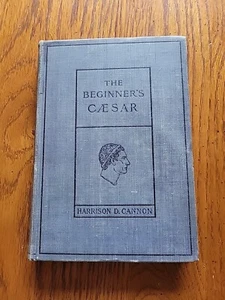 THE
BEGINNER'S
CÆSAR
HARRISON D. CANNON